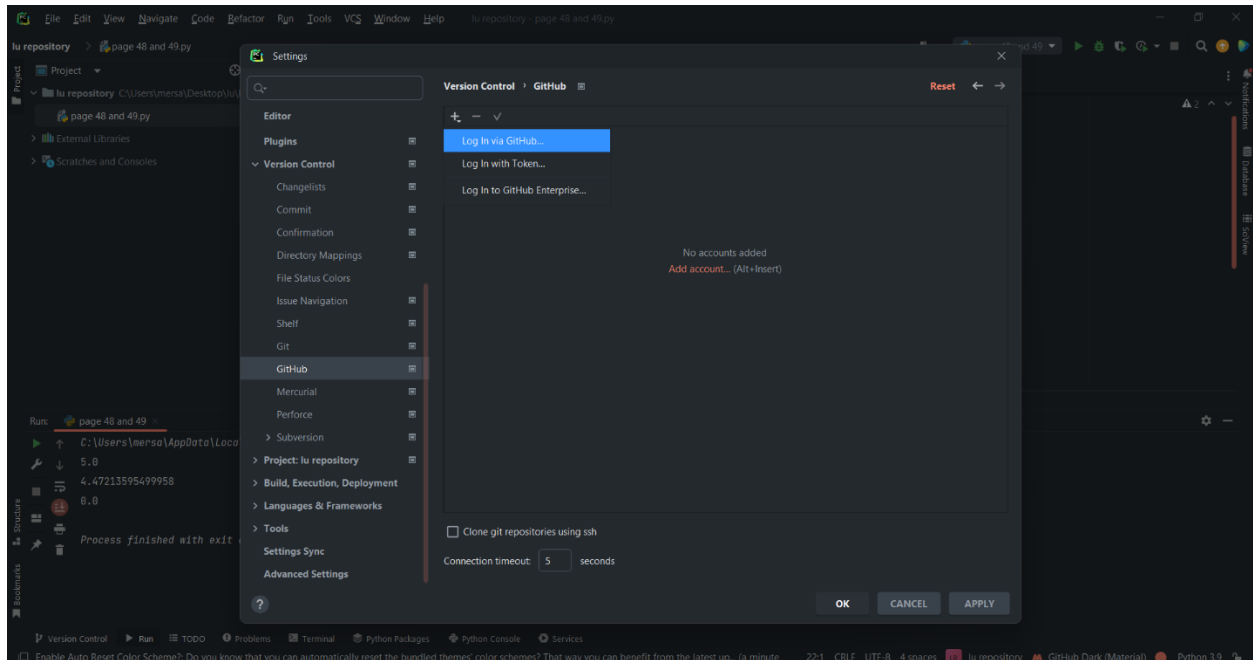 File Edit View Navigate Code Refactor Run Tools VCS Window Help lu repository - page 48 and 49.py
lu repository > page 48 and 49.py
nd 49
Project
lu repository C:\Users\mersa\Desktop\lu\
page 48 and 49.py
External Libraries
Scratches and Consoles
Settings
Editor
Plugins
Version Control
Changelists
Commit
Confirmation
Directory Mappings
File Status Colors
Issue Navigation
Shelf
Git
GitHub
Mercurial
Perforce
Subversion
Project: lu repository
Build, Execution, Deployment
Languages & Frameworks
Tools
Settings Sync
Advanced Settings
Version Control › GitHub
Reset
Log In via GitHub...
Log In with Token...
Log In to GitHub Enterprise...
No accounts added
Add account... (Alt+Insert)
Clone git repositories using ssh
Connection timeout: 5 seconds
OK CANCEL APPLY
2
Project
Structure
Bookmarks
Notifications
Database
SciView
Run: page 48 and 49
C:\Users\mersa\AppData\Loca
5.0
4.47213595499958
0.0
Process finished with exit
Version Control Run TODO Problems Terminal Python Packages Python Console Services
Enable Auto Reset Color Scheme?: Do you know that you can automatically reset the bundled themes' color schemes? That way you can benefit from the latest up... (a minute 22:1 CRLF UTF-8 4 spaces lu repository GitHub Dark (Material) Python 3.9